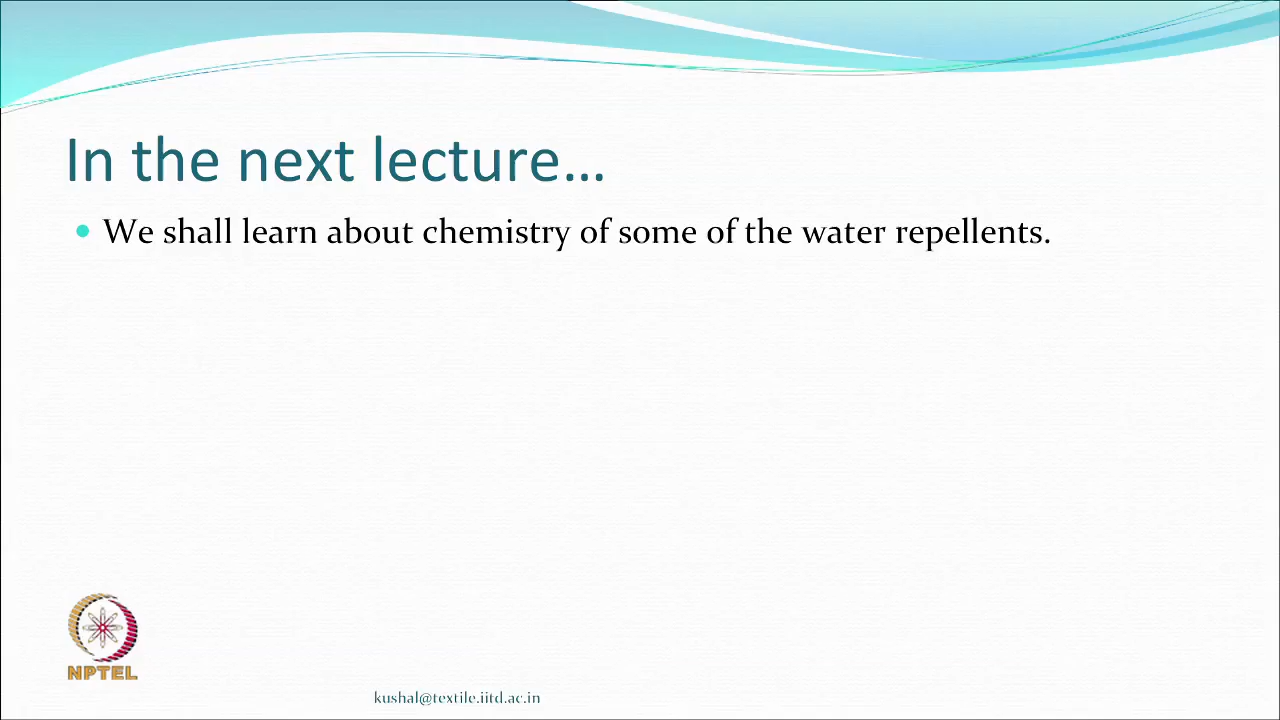 In the next lecture...
We shall learn about chemistry of some of the water repellents.
NPTEL
kushal@textile.iitd.ac.in